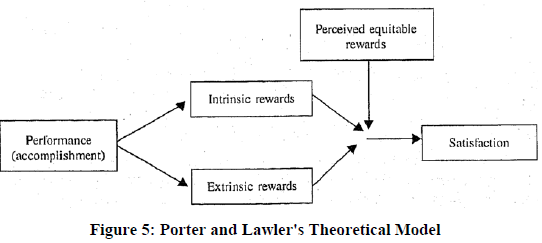 Perceived equitable
rewards
Intrinsic rewards
Performance
(accomplishment)
Satisfaction
Extrinsic rewards
Figure 5: Porter and Lawler's Theoretical Model